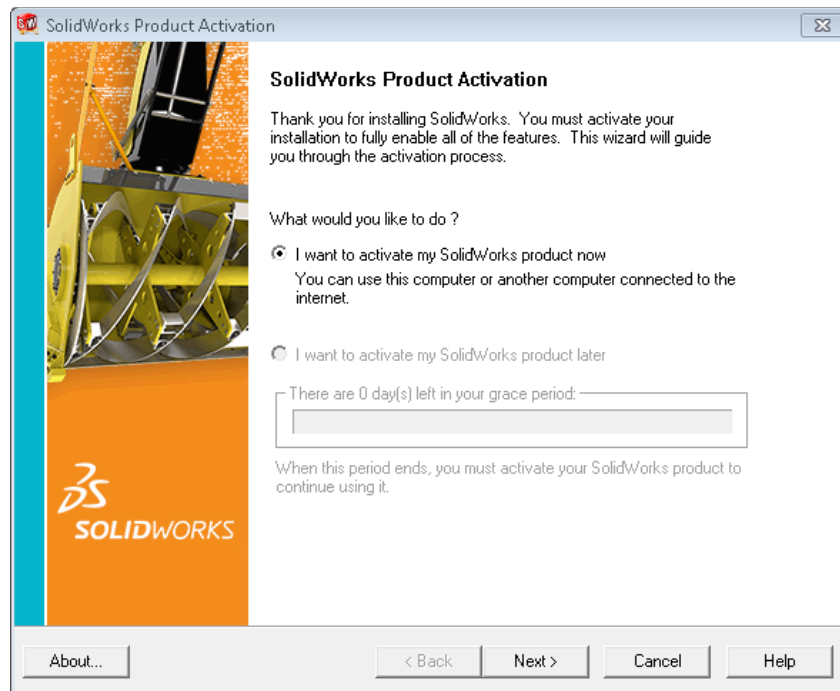 SolidWorks Product Activation
SolidWorks Product Activation
Thank you for installing SolidWorks. You must activate your
installation to fully enable all of the features. This wizard will guide
you through the activation process.
What would you like to do ?
I want to activate my SolidWorks product now
You can use this computer or another computer connected to the
internet.
I want to activate my SolidWorks product later
There are 0 day(s) left in your grace period:
When this period ends, you must activate your SolidWorks product to
continue using it.
SOLIDWORKS
About...
< Back
Next >
Cancel
Help